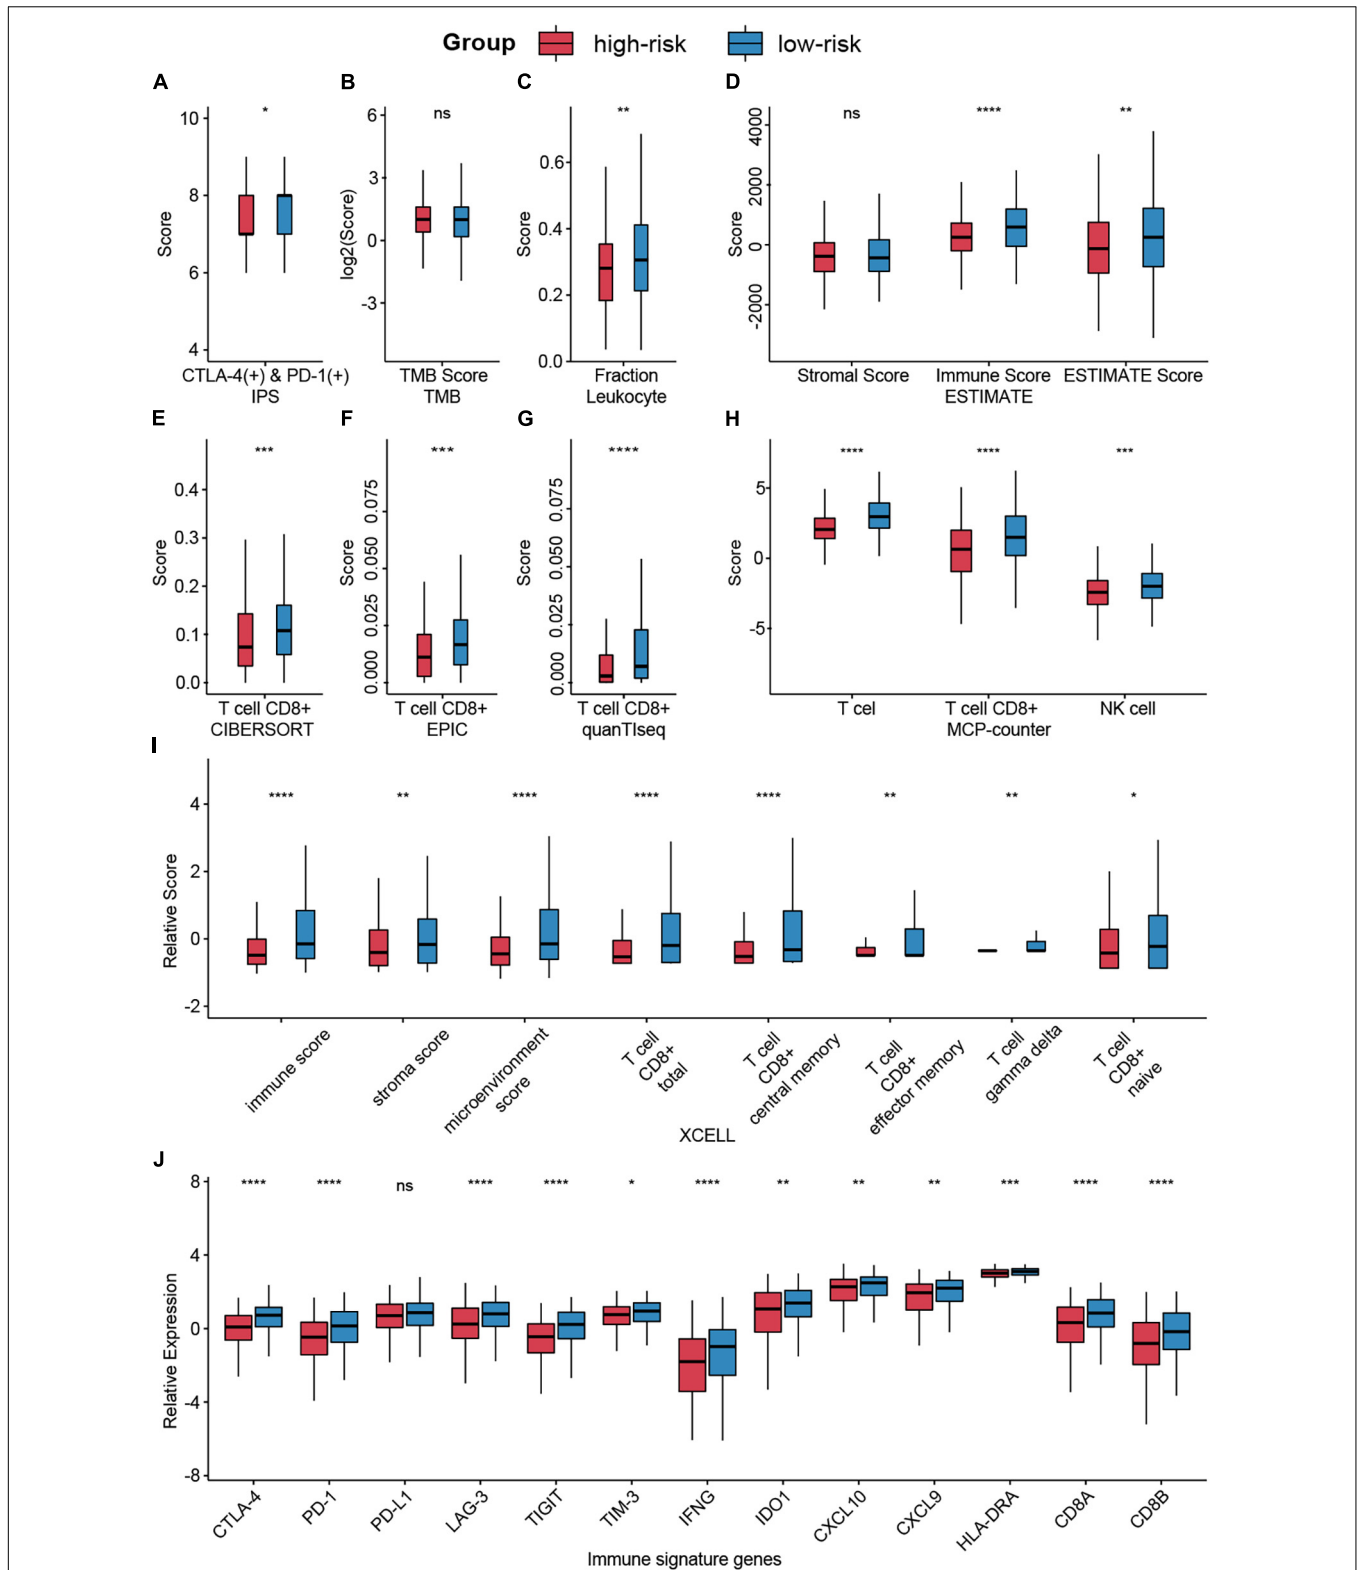 Group high-risk low-risk
A B C D
* ns ** ns **** **
10 8 6 4
Score
CTLA-4(+) & PD-1(+)
IPS
6 3 0 -3
log2(Score)
TMB Score
TMB
0.6 0.4 0.2 0.0
Score
Fraction
Leukocyte
4000 2000 0 -2000
Score
Stromal Score Immune Score ESTIMATE Score
ESTIMATE
E F G H
*** *** **** **** **** ***
0.4 0.3 0.2 0.1 0.0
Score
T cell CD8+
CIBERSORT
0.075 0.050 0.025 0.000
Score
T cell CD8+
EPIC
0.075 0.050 0.025 0.000
Score
T cell CD8+
quanTIseq
5 0 -5
Score
T cel T cell CD8+ NK cell
MCP-counter
I
**** ** **** **** **** ** ** *
4 2 0 -2
Relative Score
immune score
stroma score
microenvironment
score
T cell
CD8+
total
T cell
CD8+
central memory
T cell
CD8+
effector memory
T cell
gamma delta
T cell
CD8+
naive
XCELL
J
**** **** ns **** **** * **** ** ** ** *** **** ****
8 4 0 -4 -8
Relative Expression
CTLA-4 PD-1 PD-L1 LAG-3 TIGIT TIM-3 IFNG IDO1 CXCL10 CXCL9 HLA-DRA CD8A CD8B
Immune signature genes